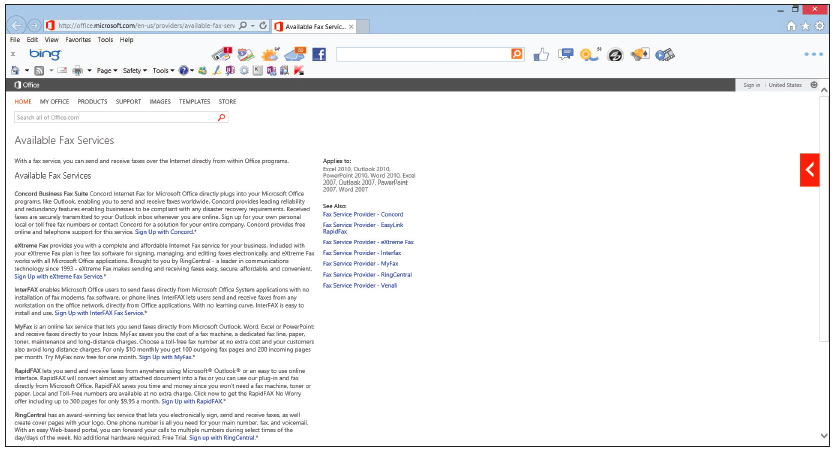 http://office.microsoft.com/en-us/providers/available-fax-serv
Available Fax Servic...
File Edit View Favorites Tools Help
x bing
Page Safety Tools
Office
Sign in United States
HOME MY OFFICE PRODUCTS SUPPORT IMAGES TEMPLATES STORE
Search all of Office.com
Available Fax Services
With a fax service, you can send and receive faxes over the Internet directly from within Office programs.
Available Fax Services
Concord Business Fax Suite Concord Internet Fax for Microsoft Office directly plugs into your Microsoft Office
programs, like Outlook, enabling you to send and receive faxes worldwide. Concord provides leading reliability
and redundancy features enabling businesses to be compliant with any disaster recovery requirements. Received
faxes are securely transmitted to your Outlook inbox whenever you are online. Sign up for your own personal
local or toll free fax numbers or contact Concord for a solution for your entire company. Concord provides free
online and telephone support for this service. Sign Up with Concord.*
eXtreme Fax provides you with a complete and affordable Internet Fax service for your business. Included with
your eXtreme Fax plan is free fax software for signing, managing, and editing faxes electronically, and eXtreme Fax
works with all Microsoft Office applications. Brought to you by RingCentral - a leader in communications
technology since 1993 - eXtreme Fax makes sending and receiving faxes easy, secure, affordable, and convenient.
Sign Up with eXtreme Fax Service.*
InterFAX enables Microsoft Office users to send faxes directly from Microsoft Office System applications with no
installation of fax modems, fax software, or phone lines. InterFAX lets users send and receive faxes from any
workstation on the office network, directly from Office applications. With no learning curve, InterFAX is easy to
install and use. Sign up with InterFAX Fax Service.*
MyFax is an online fax service that lets you send faxes directly from Microsoft Outlook, Word, Excel or PowerPoint
and receive faxes directly to your Inbox. MyFax saves you the cost of a fax machine, a dedicated fax line, paper,
toner, maintenance and long-distance charges. Choose a toll-free fax number at no extra cost and your customers
also avoid long distance charges. For only $10 monthly you get 100 outgoing fax pages and 200 incoming pages
per month. Try MyFax now free for one month. Sign Up with MyFax.*
RapidFAX lets you send and receive faxes from anywhere using Microsoft® Outlook® or an easy to use online
interface. RapidFAX will convert almost any attached document into a fax or you can use our plug-in and fax
directly from Microsoft Office. RapidFAX saves you time and money since you won't need a fax machine, toner or
paper. Local and Toll-Free numbers are available at no extra charge. Click now to get the RapidFAX No Worry
offer including up to 300 pages for only $9.95 a month. Sign Up with RapidFAX.*
RingCentral has an award-winning fax service that lets you electronically sign, send and receive faxes, as well
create cover pages with your logo. One phone number is all you need for your main number, fax, and voicemail.
With an easy Web-based portal, you can forward your calls to multiple numbers during select times of the
day/days of the week. No additional hardware required. Free Trial. Sign up with RingCentral.*
Applies to:
Excel 2010, Outlook 2010,
PowerPoint 2010, Word 2010, Excel
2007, Outlook 2007, PowerPoint
2007, Word 2007
See Also:
Fax Service Provider - Concord
Fax Service Provider - EasyLink
RapidFax
Fax Service Provider - eXtreme Fax
Fax Service Provider - Interfax
Fax Service Provider - MyFax
Fax Service Provider - RingCentral
Fax Service Provider - Venali